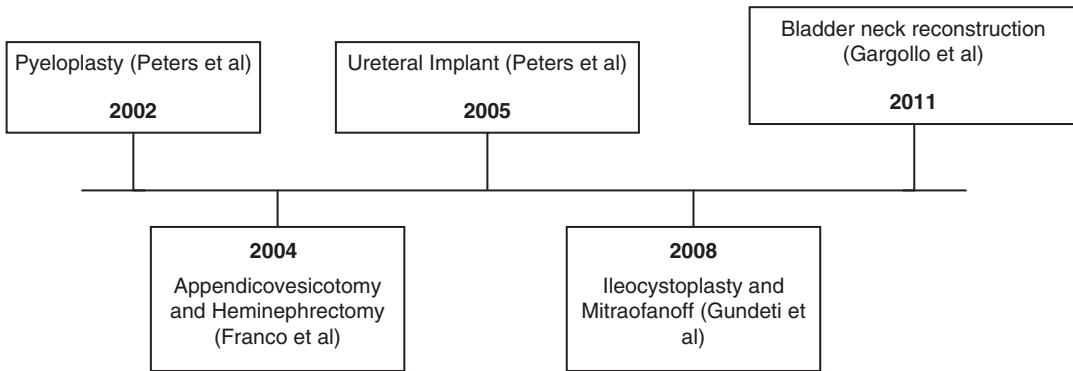 Pyeloplasty (Peters et al)
2002
Ureteral Implant (Peters et al)
2005
Bladder neck reconstruction
(Gargollo et al)
2011
2004
Appendicovesicotomy
and Heminephrectomy
(Franco et al)
2008
Ileocystoplasty and
Mitraofanoff (Gundeti et
al)